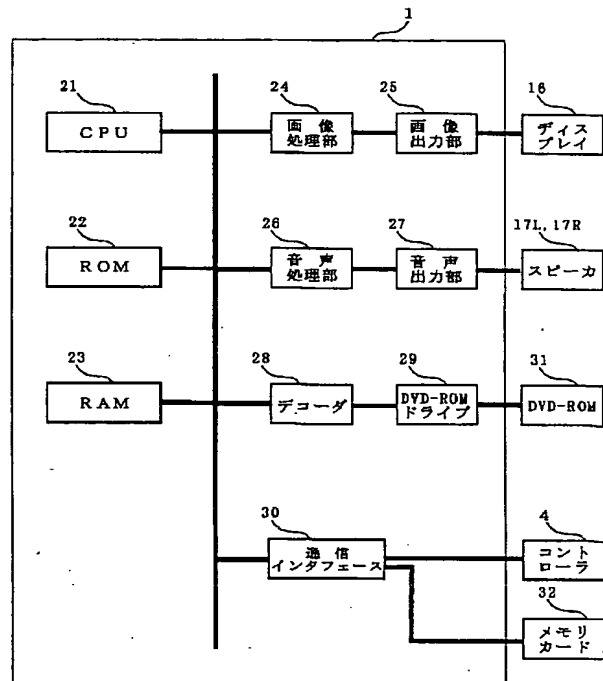 1
21
24
25
16
CPU
画像
処理部
画像
出力部
ディス
プレイ
22
26
27
17L, 17R
ROM
音声
処理部
音声
出力部
スピーカ
23
28
29
31
RAM
デコーダ
DVD-ROM
ドライブ
DVD-ROM
30
4
通信
インタフェース
コント
ローラ
32
メモリ
カード